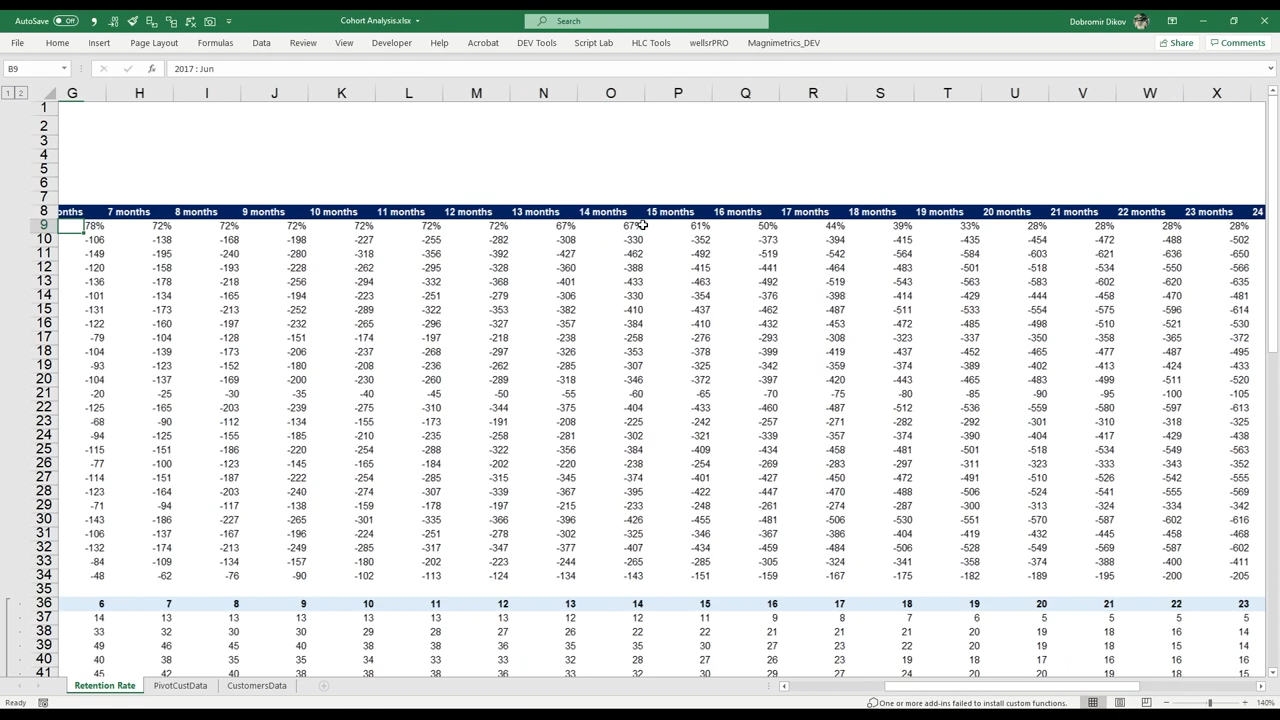 AutoSave Off Cohort Analysis.xlsx Search Dobromir Dikov
File Home Insert Page Layout Formulas Data Review View Developer Help Acrobat DEV Tools Script Lab HLC Tools wellsrPRO Magnimetrics_DEV Share Comments
B9 fx 2017 : Jun
1 2 G H I J K L M N O P Q R S T U V W X
1
2
3
4
5
6
7
8 onths 7 months 8 months 9 months 10 months 11 months 12 months 13 months 14 months 15 months 16 months 17 months 18 months 19 months 20 months 21 months 22 months 23 months 24
9 78% 72% 72% 72% 72% 72% 72% 67% 67% 61% 50% 44% 39% 33% 28% 28% 28% 28%
10 -106 -138 -168 -198 -227 -255 -282 -308 -330 -352 -373 -394 -415 -435 -454 -472 -488 -502
11 -149 -195 -240 -280 -318 -356 -392 -427 -462 -492 -519 -542 -564 -584 -603 -621 -636 -650
12 -120 -158 -193 -228 -262 -295 -328 -360 -388 -415 -441 -464 -483 -501 -518 -534 -550 -566
13 -136 -178 -218 -256 -294 -332 -368 -401 -433 -463 -492 -519 -543 -563 -583 -602 -620 -635
14 -101 -134 -165 -194 -223 -251 -279 -306 -330 -354 -376 -398 -414 -429 -444 -458 -470 -481
15 -131 -173 -213 -252 -289 -322 -353 -382 -410 -437 -462 -487 -511 -533 -554 -575 -596 -614
16 -122 -160 -197 -232 -265 -296 -327 -357 -384 -410 -432 -453 -472 -485 -498 -510 -521 -530
17 -79 -104 -128 -151 -174 -197 -218 -238 -258 -276 -293 -308 -323 -337 -350 -358 -365 -372
18 -104 -139 -173 -206 -237 -268 -297 -326 -353 -378 -399 -419 -437 -452 -465 -477 -487 -495
19 -93 -123 -152 -180 -208 -236 -262 -285 -307 -325 -342 -359 -374 -389 -402 -413 -424 -433
20 -104 -137 -169 -200 -230 -260 -289 -318 -346 -372 -397 -420 -443 -465 -483 -499 -511 -520
21 -20 -25 -30 -35 -40 -45 -50 -55 -60 -65 -70 -75 -80 -85 -90 -95 -100 -105
22 -125 -165 -203 -239 -275 -310 -344 -375 -404 -433 -460 -487 -512 -536 -559 -580 -597 -613
23 -68 -90 -112 -134 -155 -173 -191 -208 -225 -242 -257 -271 -287 -302 -301 -310 -318 -325
24 -94 -125 -155 -185 -210 -235 -258 -281 -302 -321 -339 -357 -374 -390 -404 -417 -429 -438
25 -115 -151 -186 -220 -254 -288 -322 -356 -384 -409 -434 -458 -481 -501 -518 -534 -549 -563
26 -77 -100 -123 -145 -165 -184 -202 -220 -238 -254 -269 -283 -297 -311 -323 -333 -343 -352
27 -114 -151 -187 -222 -254 -285 -315 -345 -374 -401 -427 -450 -472 -491 -510 -526 -542 -555
28 -123 -164 -203 -240 -274 -307 -339 -367 -395 -422 -447 -470 -488 -506 -524 -541 -555 -569
29 -71 -94 -117 -138 -159 -178 -197 -215 -233 -248 -261 -274 -287 -300 -313 -324 -334 -342
30 -143 -186 -227 -265 -301 -335 -366 -396 -426 -455 -481 -506 -530 -551 -570 -587 -602 -616
31 -106 -137 -167 -196 -224 -251 -278 -302 -325 -346 -367 -386 -404 -419 -432 -445 -458 -468
32 -132 -174 -213 -249 -285 -317 -347 -377 -407 -434 -459 -484 -506 -528 -549 -569 -587 -602
33 -84 -109 -134 -157 -180 -202 -223 -244 -265 -285 -305 -324 -341 -358 -374 -388 -400 -411
34 -48 -62 -76 -90 -102 -113 -124 -134 -143 -151 -159 -167 -175 -182 -189 -195 -200 -205
35
36 6 7 8 9 10 11 12 13 14 15 16 17 18 19 20 21 22 23
37 14 13 13 13 13 13 13 12 12 11 9 8 7 6 5 5 5 5
38 33 32 30 30 29 28 27 26 22 22 21 21 21 20 19 18 16 14
39 49 46 45 40 38 38 36 35 35 30 27 23 22 20 19 18 15 14
40 40 38 35 35 34 33 33 32 28 27 26 23 19 18 17 16 16 16
41 45 42 40 38 38 38 36 33 32 30 29 27 24 20 20 19 18 15
Retention Rate PivotCustData CustomersData
Ready One or more add-ins failed to install custom functions. 140%